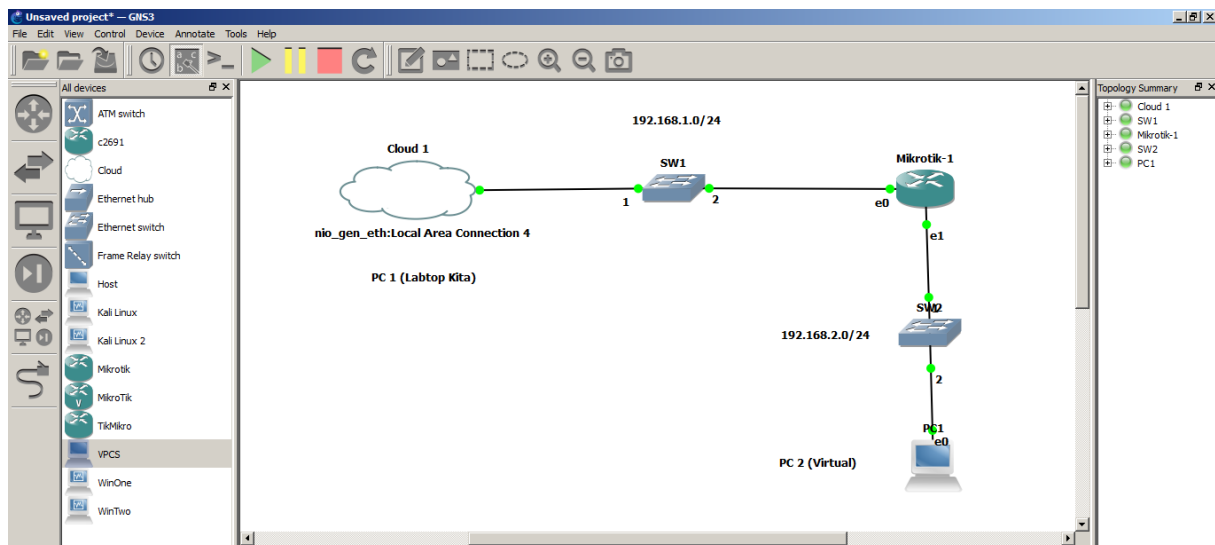 Unsaved project* — GNS3
File Edit View Control Device Annotate Tools Help
All devices
ATM switch
c2691
Cloud
Ethernet hub
Ethernet switch
Frame Relay switch
Host
Kali Linux
Kali Linux 2
Mikrotik
V
MikroTik
TikMikro
VPCS
WinOne
WinTwo
192.168.1.0/24
Cloud 1
SW1
Mikrotik-1
1
2
e0
nio_gen_eth:Local Area Connection 4
e1
PC 1 (Labtop Kita)
SW2
1
192.168.2.0/24
2
PC1
e0
PC 2 (Virtual)
Topology Summary
Cloud 1
SW1
Mikrotik-1
SW2
PC1